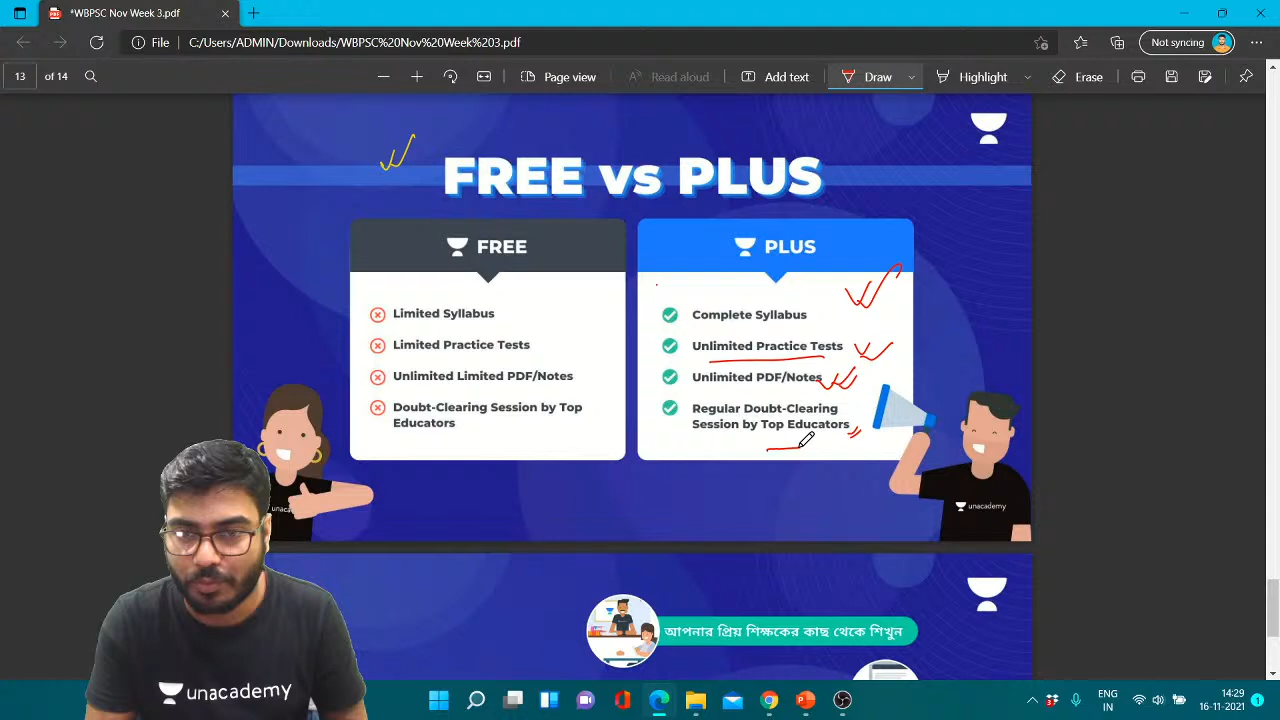 *WBPSC Nov Week 3.pdf
File
C:/Users/ADMIN/Downloads/WBPSC%20Nov%20Week%203.pdf
Not syncing
13 of 14
Page view
Read aloud
Add text
Draw
Highlight
Erase
FREE vs PLUS
FREE
Limited Syllabus
Limited Practice Tests
Unlimited Limited PDF/Notes
Doubt-Clearing Session by Top
Educators
PLUS
Complete Syllabus
Unlimited Practice Tests
Unlimited PDF/Notes
Regular Doubt-Clearing
Session by Top Educators
unacademy
আপনার প্রিয় শিক্ষকের কাছ থেকে শিখুন
unacademy
ENG
IN
14:28
16-11-2021
1